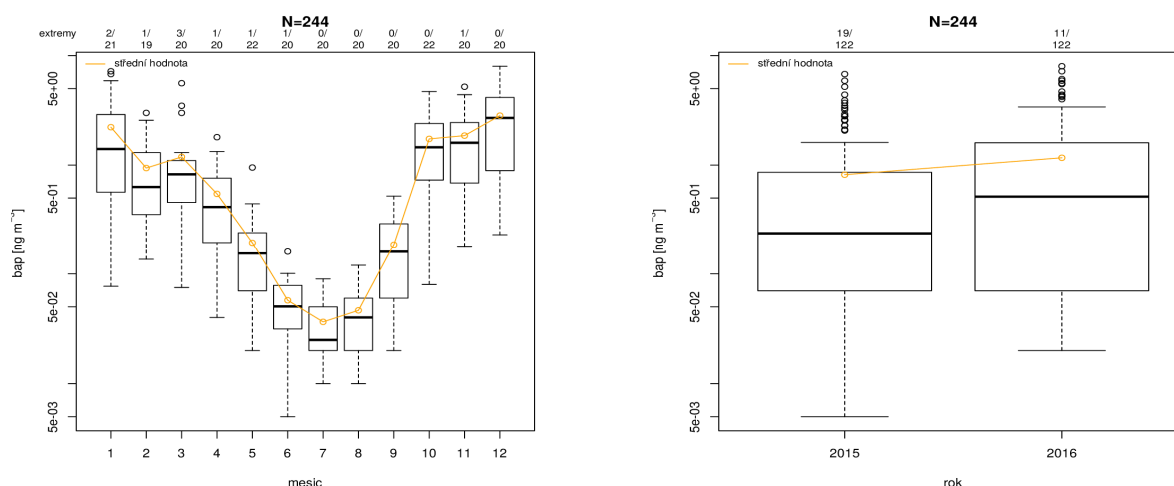 N=244
extremy 2/ 1/ 3/ 1/ 1/ 1/ 0/ 0/ 0/ 0/ 1/ 0/
21 19 20 20 22 20 20 20 20 22 20 20
střední hodnota
5e+00
5e-01
5e-02
5e-03
bap [ng m⁻³]
1 2 3 4 5 6 7 8 9 10 11 12
mesic
N=244
19/ 11/
122 122
střední hodnota
5e+00
5e-01
5e-02
5e-03
bap [ng m⁻³]
2015 2016
rok